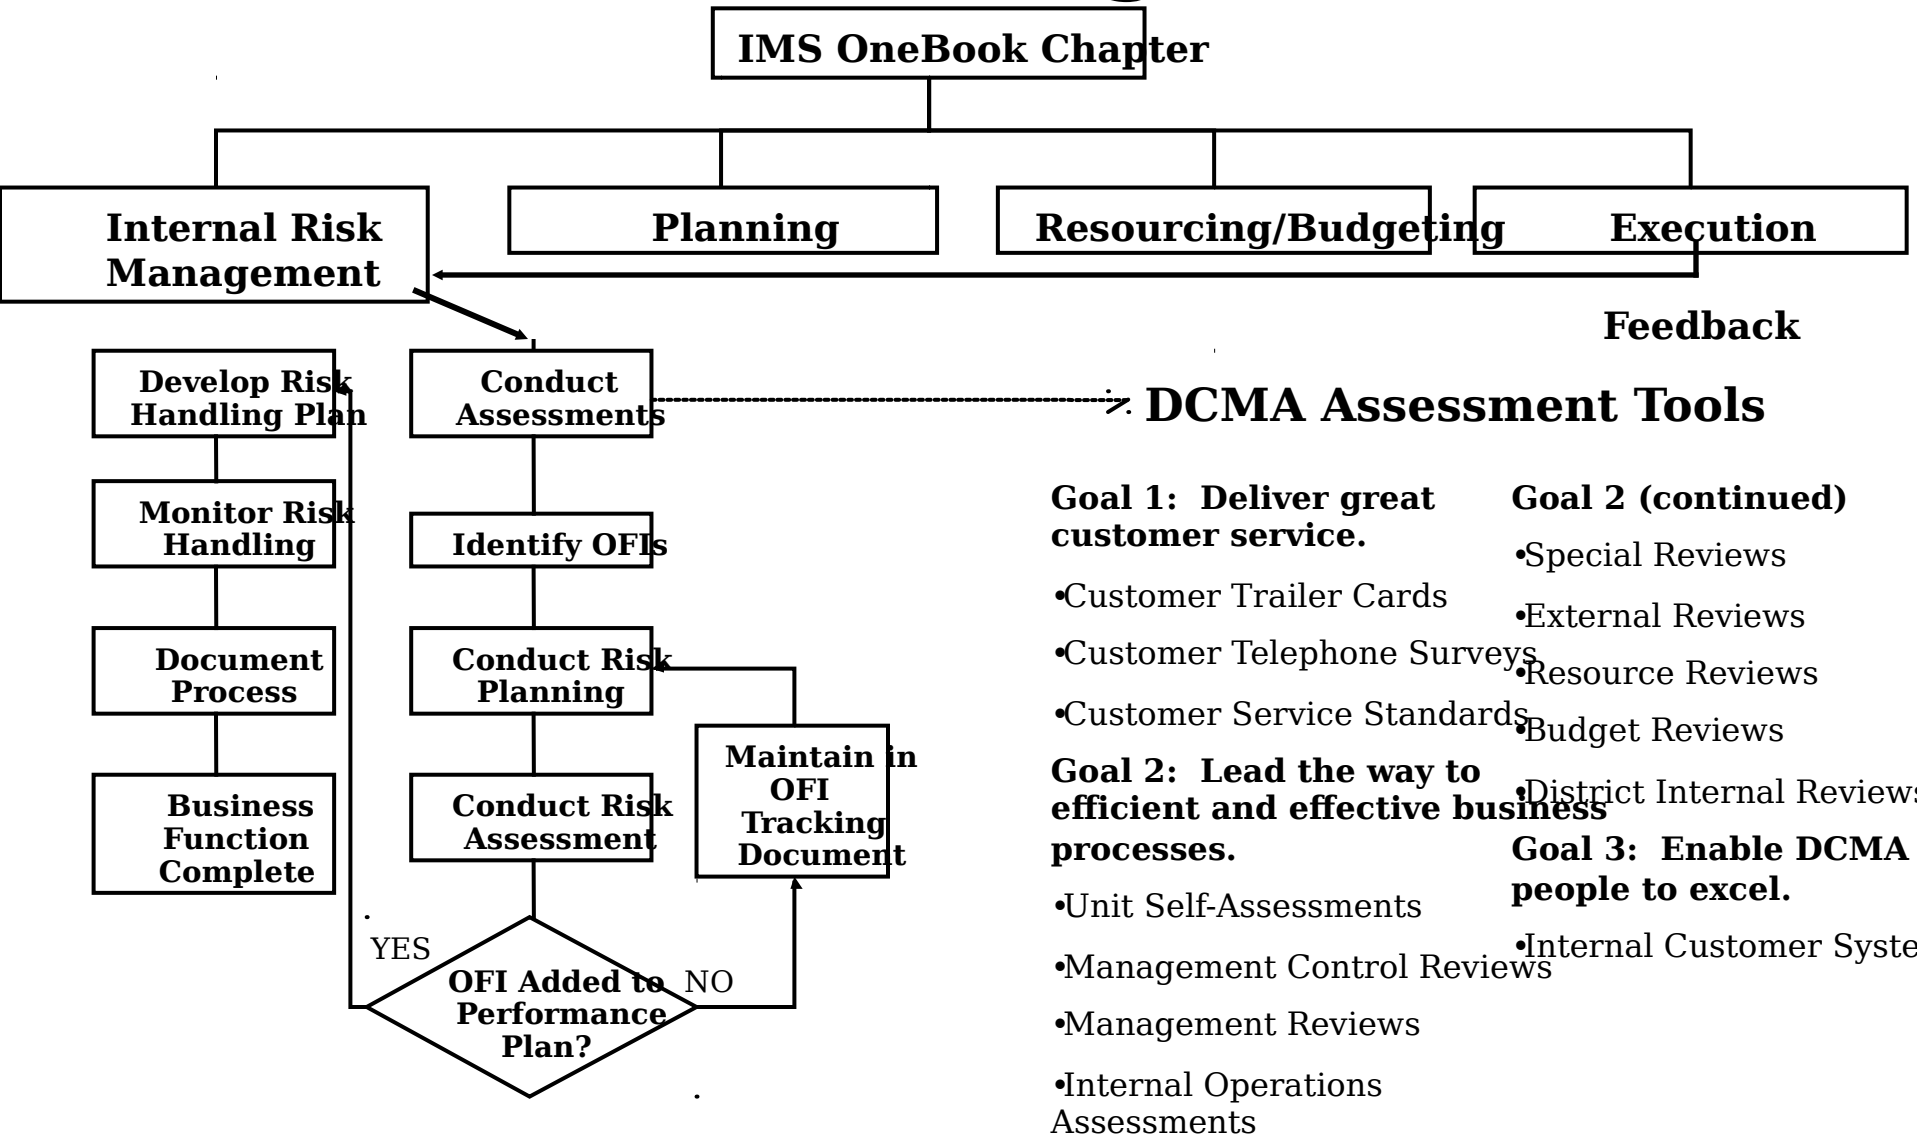 IMS OneBook Chapter
Internal Risk
Management
Planning
Resourcing/Budgeting
Execution
Feedback
Develop Risk
Handling Plan
Monitor Risk
Handling
Document
Process
Business
Function
Complete
Conduct
Assessments
Identify OFIs
Conduct Risk
Planning
Conduct Risk
Assessment
Maintain in
OFI
Tracking
Document
YES
OFI Added to
Performance
Plan?
NO
DCMA Assessment Tools
Goal 1:  Deliver great
customer service.
•Customer Trailer Cards
•Customer Telephone Surveys
•Customer Service Standards
Goal 2:  Lead the way to
efficient and effective business
processes.
•Unit Self-Assessments
•Management Control Reviews
•Management Reviews
•Internal Operations
Assessments
Goal 2 (continued)
•Special Reviews
•External Reviews
•Resource Reviews
•Budget Reviews
•District Internal Reviews
Goal 3:  Enable DCMA
people to excel.
•Internal Customer Syste